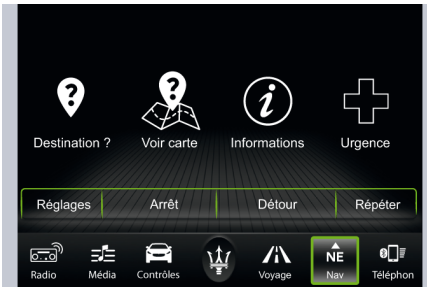 Destination ? Voir carte Informations Urgence
Réglages Arrêt Détour Répéter
NE
Radio Média Contrôles Voyage Nav Téléphon